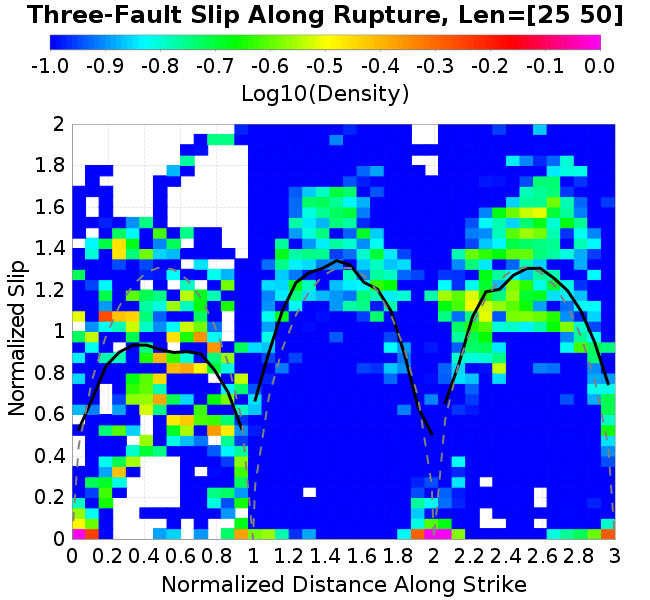 Three-Fault Slip Along Rupture, Len=[25 50]
-1.0 -0.9 -0.8 -0.7 -0.6 -0.5 -0.4 -0.3 -0.2 -0.1 0.0
Log10(Density)
2
1.8
1.6
1.4
1.2
1
0.8
0.6
0.4
0.2
0
Normalized Slip
0 0.2 0.4 0.6 0.8 1 1.2 1.4 1.6 1.8 2 2.2 2.4 2.6 2.8 3
Normalized Distance Along Strike